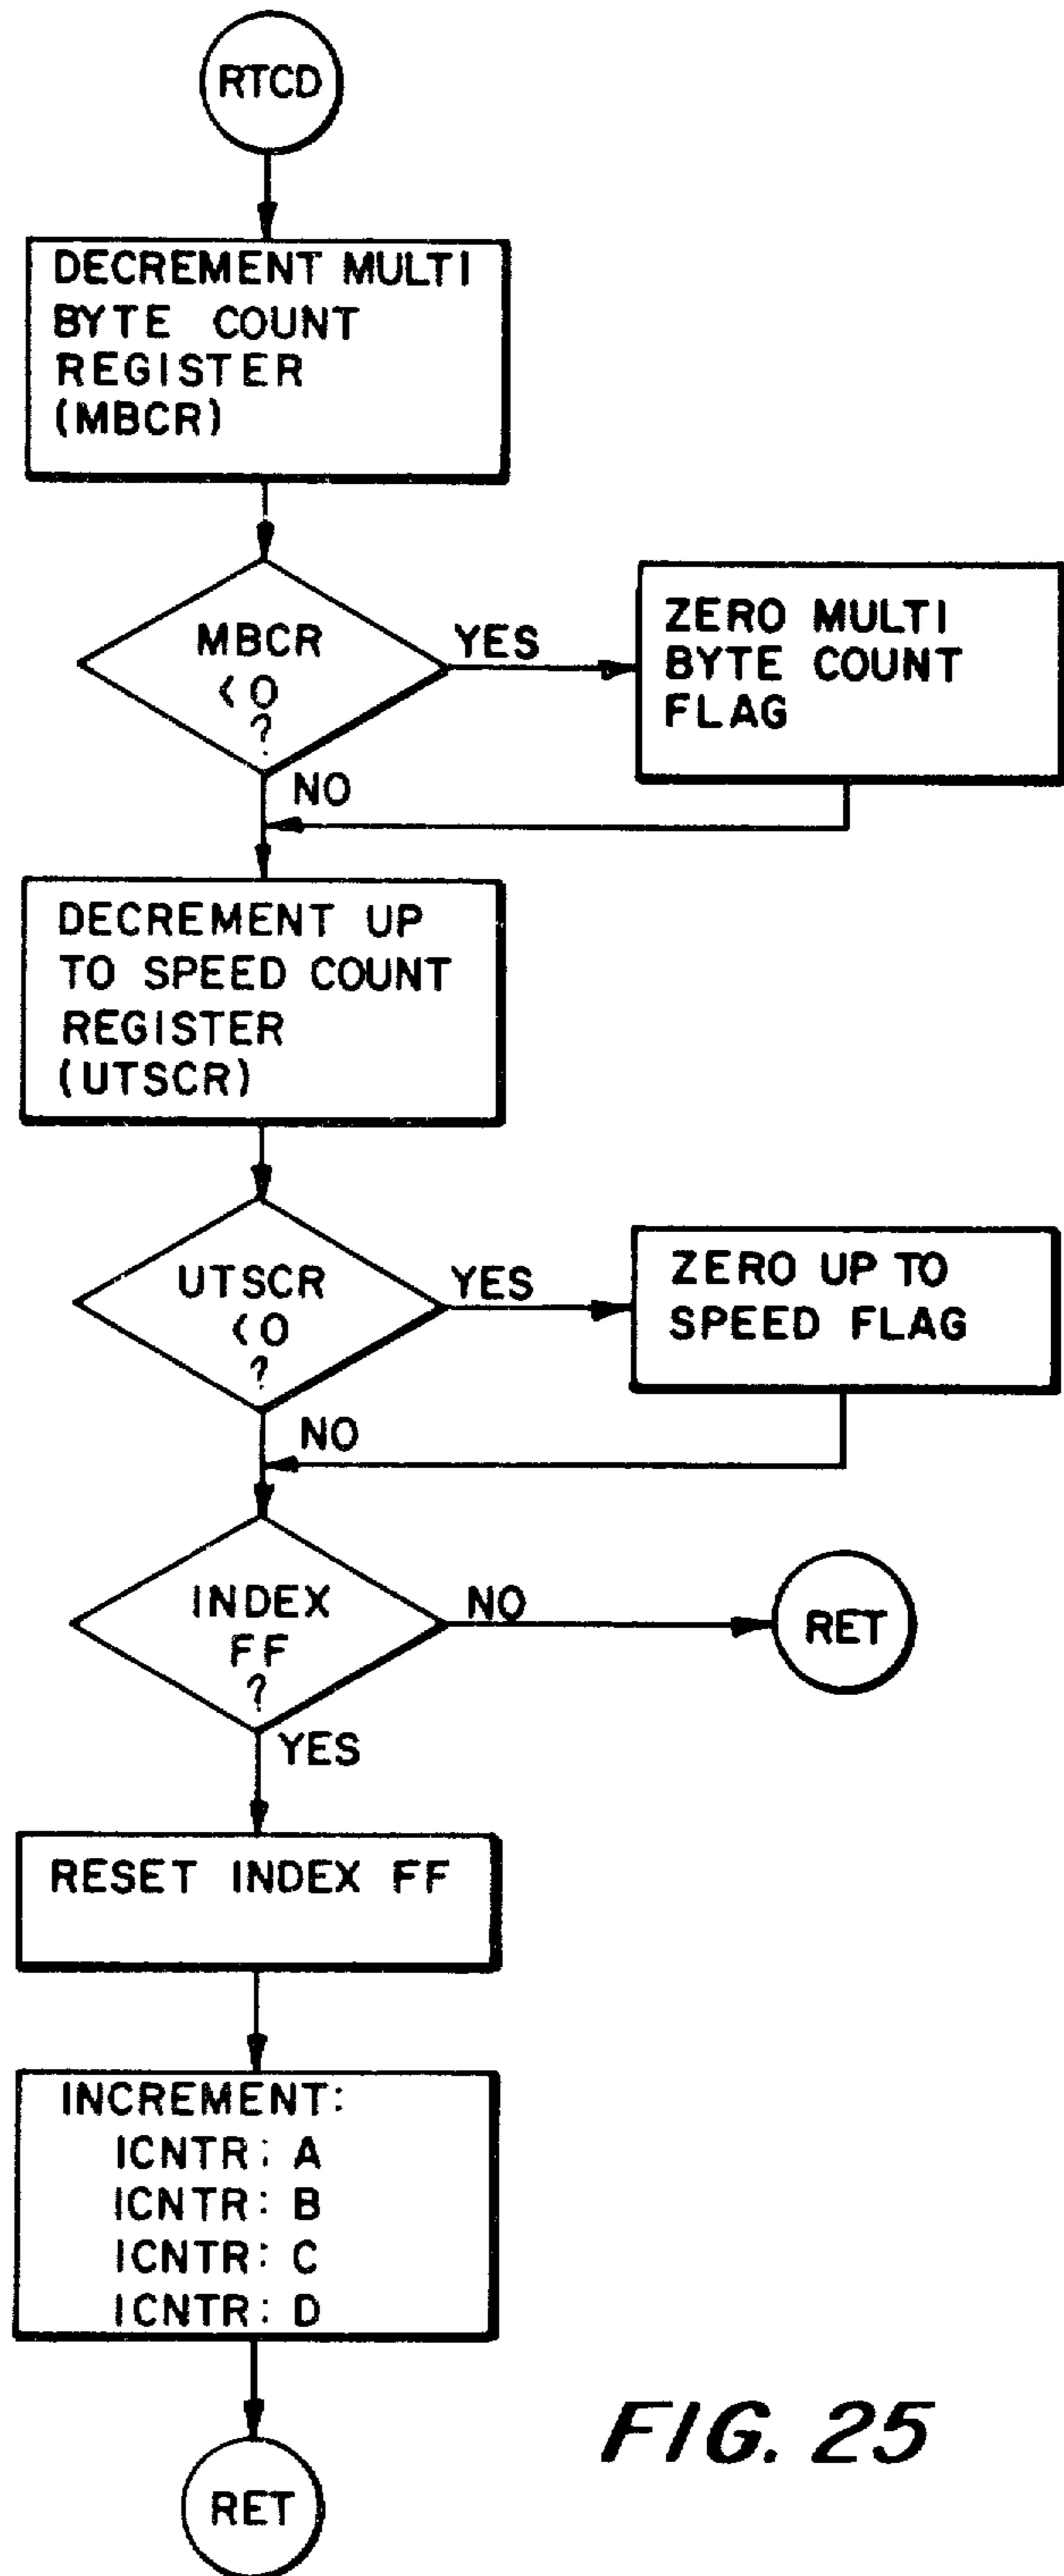 RTCD
DECREMENT MULTI
BYTE COUNT
REGISTER
(MBCR)
MBCR
<0
?
YES
ZERO MULTI
BYTE COUNT
FLAG
NO
DECREMENT UP
TO SPEED COUNT
REGISTER
(UTSCR)
UTSCR
<0
?
YES
ZERO UP TO
SPEED FLAG
NO
INDEX
FF
?
NO
RET
YES
RESET INDEX FF
INCREMENT:
ICNTR: A
ICNTR: B
ICNTR: C
ICNTR: D
RET
FIG. 25